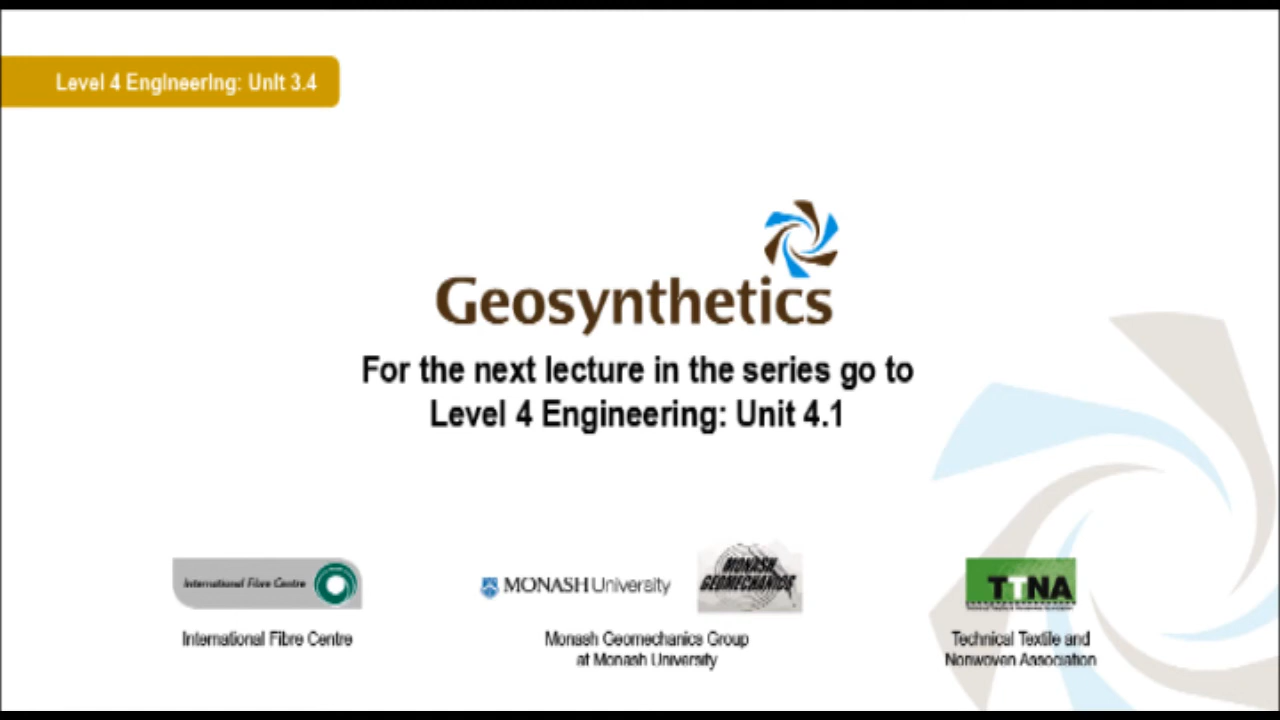 Level 4 Engineering: Unit 3.4
Geosynthetics
For the next lecture in the series go to
Level 4 Engineering: Unit 4.1
International Fibre Centre
MONASH University
MONASH
GEOMECHANICS
TTNA
International Fibre Centre
Monash Geomechanics Group
at Monash University
Technical Textile and
Nonwoven Association